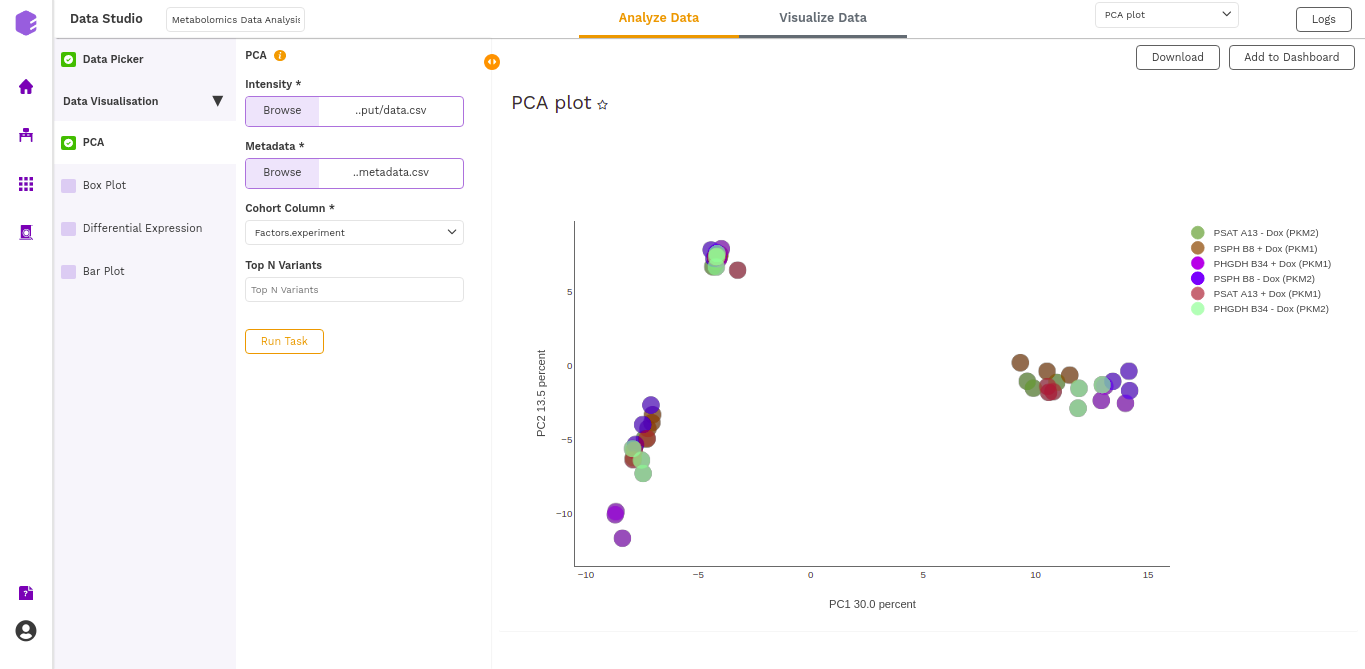 Data Studio
Metabolomics Data Analysis
Analyze Data
Visualize Data
PCA plot
Logs
Data Picker
Data Visualisation
PCA
Box Plot
Differential Expression
Bar Plot
PCA
Intensity *
Browse ..put/data.csv
Metadata *
Browse ..metadata.csv
Cohort Column *
Factors.experiment
Top N Variants
Top N Variants
Run Task
Download
Add to Dashboard
PCA plot
PSAT A13 - Dox (PKM2)
PSPH B8 + Dox (PKM1)
PHGDH B34 + Dox (PKM1)
PSPH B8 - Dox (PKM2)
PSAT A13 + Dox (PKM1)
PHGDH B34 - Dox (PKM2)
5
0
−5
−10
PC2 13.5 percent
−10 −5 0 5 10 15
PC1 30.0 percent